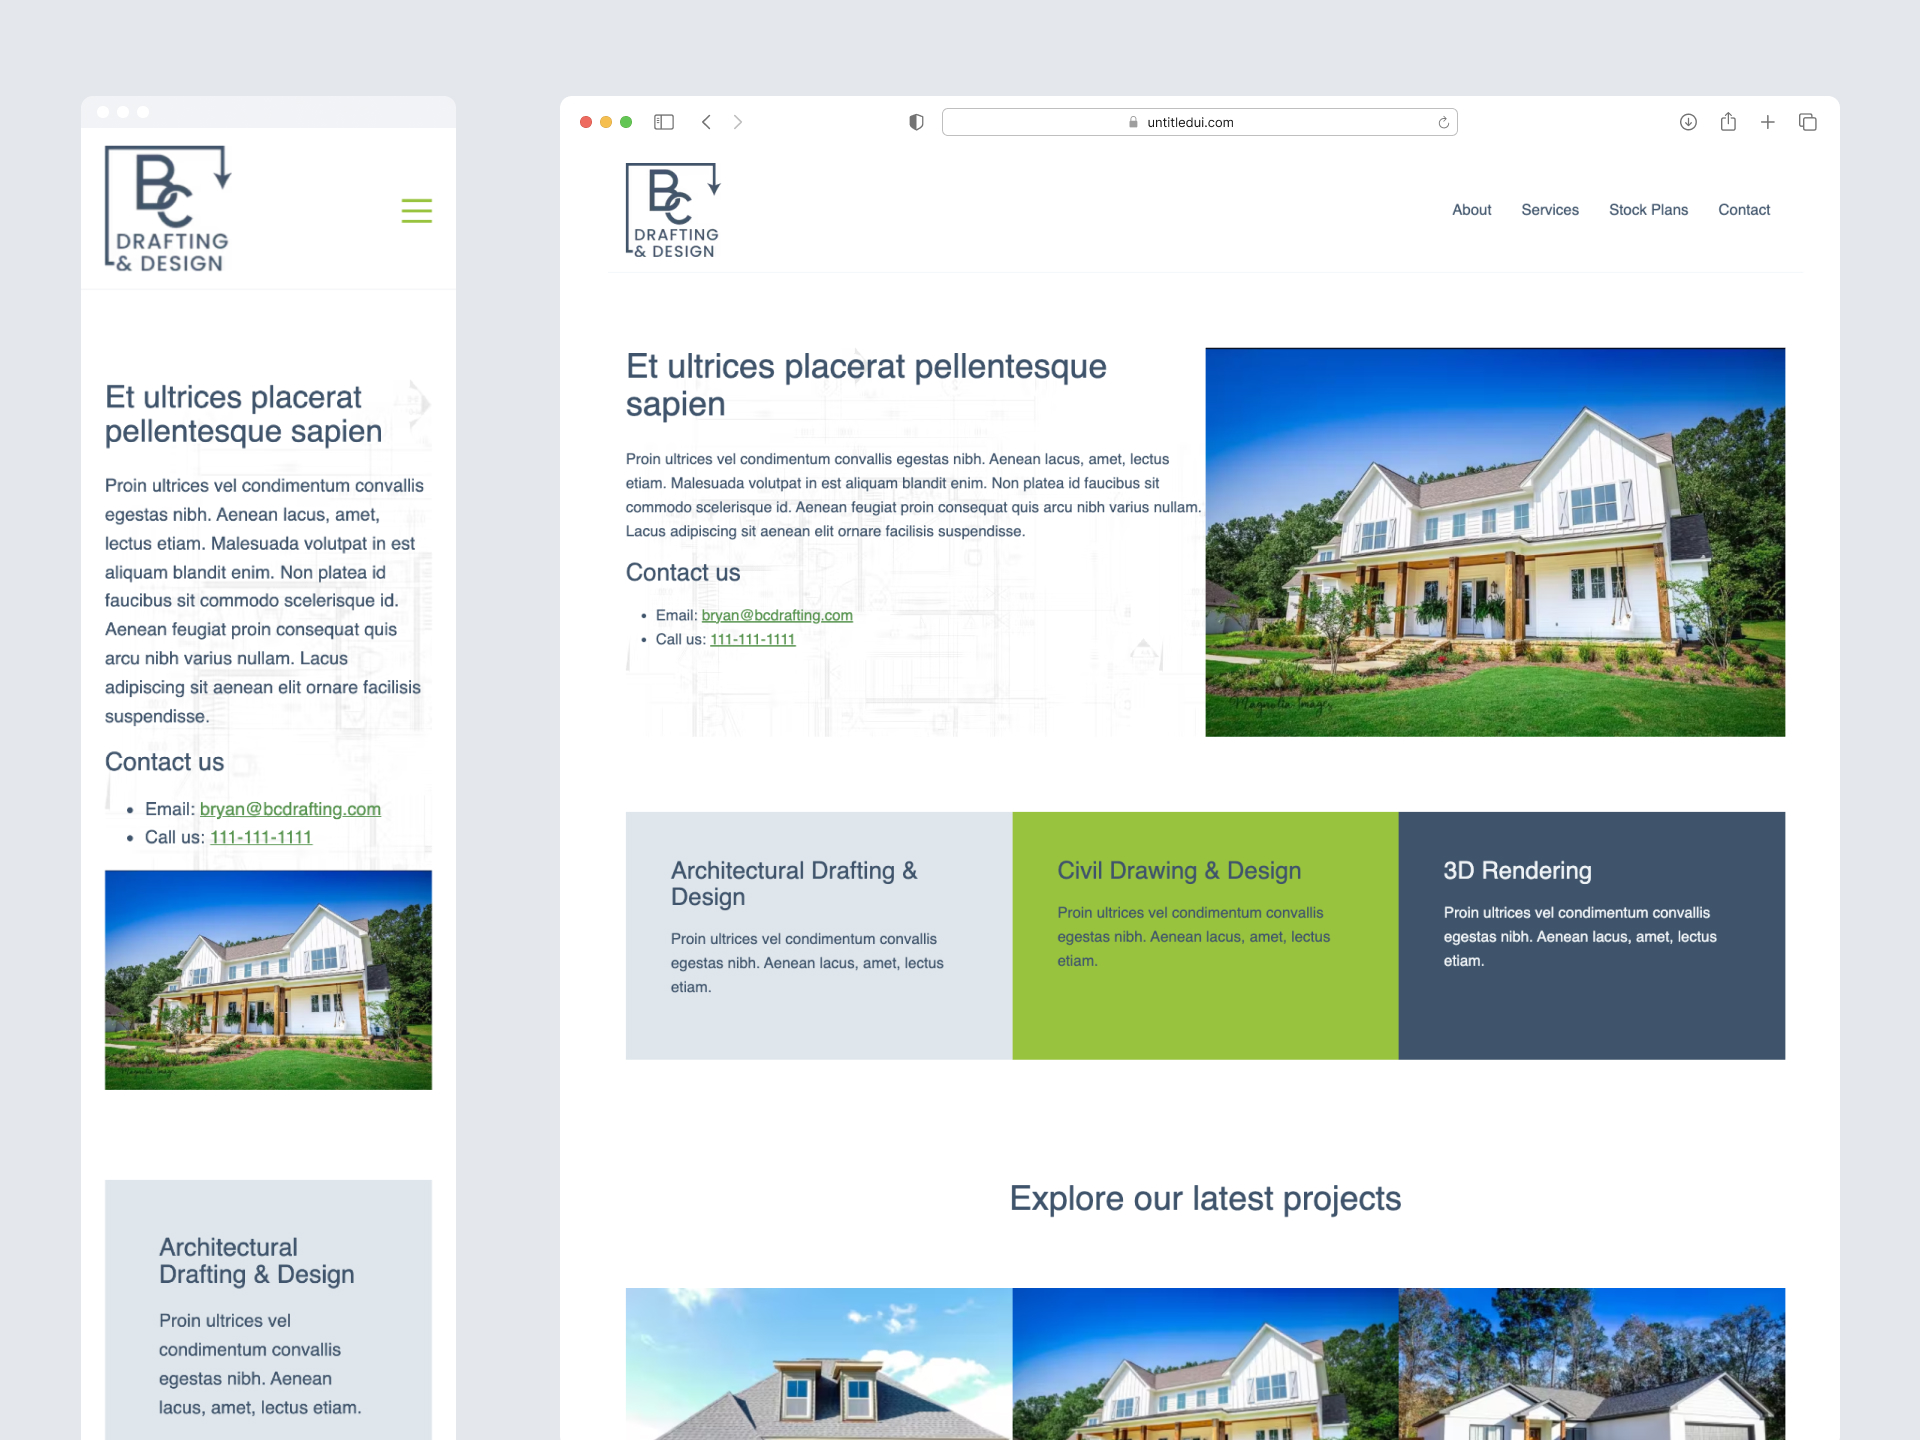 BC
DRAFTING
& DESIGN
Et ultrices placerat
pellentesque sapien
Proin ultrices vel condimentum convallis
egestas nibh. Aenean lacus, amet,
lectus etiam. Malesuada volutpat in est
aliquam blandit enim. Non platea id
faucibus sit commodo scelerisque id.
Aenean feugiat proin consequat quis
arcu nibh varius nullam. Lacus
adipiscing sit aenean elit ornare facilisis
suspendisse.
Contact us
• Email: bryan@bcdrafting.com
• Call us: 111-111-1111
Architectural
Drafting & Design
Proin ultrices vel
condimentum convallis
egestas nibh. Aenean
lacus, amet, lectus etiam.
untitledui.com
BC
DRAFTING
& DESIGN
About Services Stock Plans Contact
Et ultrices placerat pellentesque
sapien
Proin ultrices vel condimentum convallis egestas nibh. Aenean lacus, amet, lectus
etiam. Malesuada volutpat in est aliquam blandit enim. Non platea id faucibus sit
commodo scelerisque id. Aenean feugiat proin consequat quis arcu nibh varius nullam.
Lacus adipiscing sit aenean elit ornare facilisis suspendisse.
Contact us
• Email: bryan@bcdrafting.com
• Call us: 111-111-1111
Magnolia Images
Architectural Drafting &
Design
Proin ultrices vel condimentum convallis
egestas nibh. Aenean lacus, amet, lectus
etiam.
Civil Drawing & Design
Proin ultrices vel condimentum convallis
egestas nibh. Aenean lacus, amet, lectus
etiam.
3D Rendering
Proin ultrices vel condimentum convallis
egestas nibh. Aenean lacus, amet, lectus
etiam.
Explore our latest projects